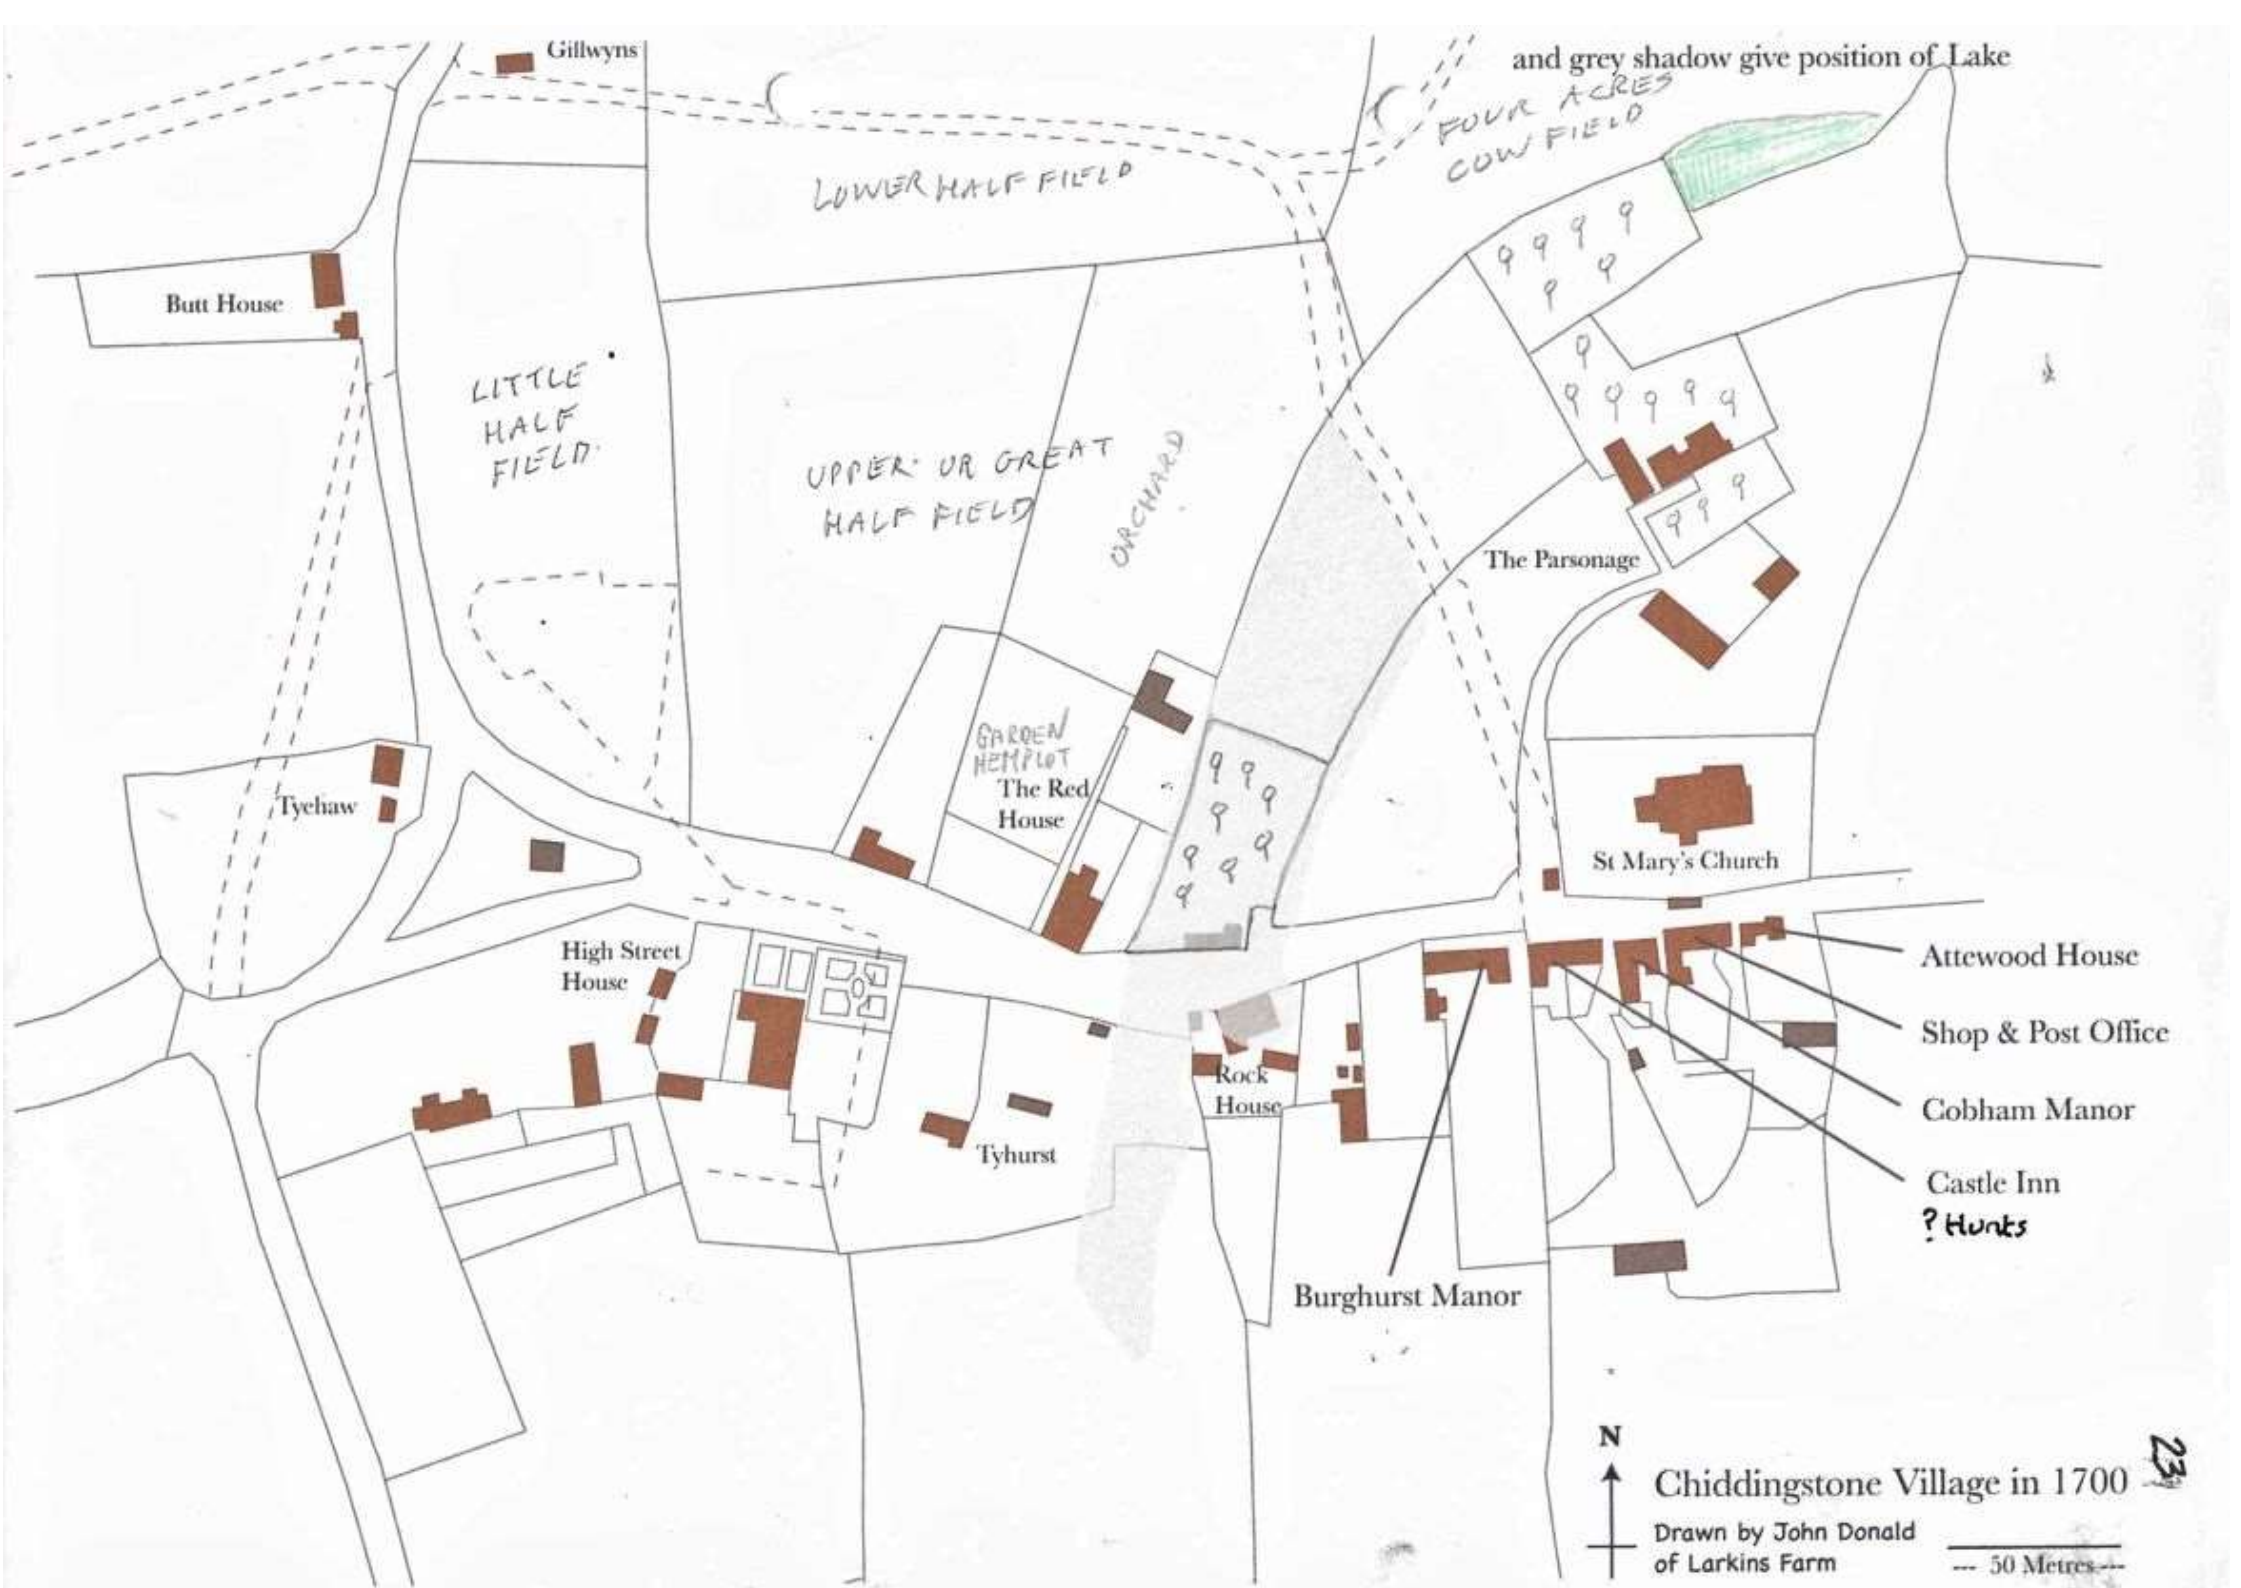 Gillwyns
and grey shadow give position of Lake
FOUR ACRES
COW FIELD
LOWER HALF FIELD
Butt House
LITTLE
HALF
FIELD.
UPPER OR GREAT
HALF FIELD
ORCHARD
The Parsonage
GARDEN
HEMPLOT
The Red
House
Tyehaw
St Mary's Church
High Street
House
Attewood House
Shop & Post Office
Rock
House
Cobham Manor
Tyhurst
Castle Inn
? Hunts
Burghurst Manor
N
Chiddingstone Village in 1700
23
Drawn by John Donald
of Larkins Farm
--- 50 Metres ---